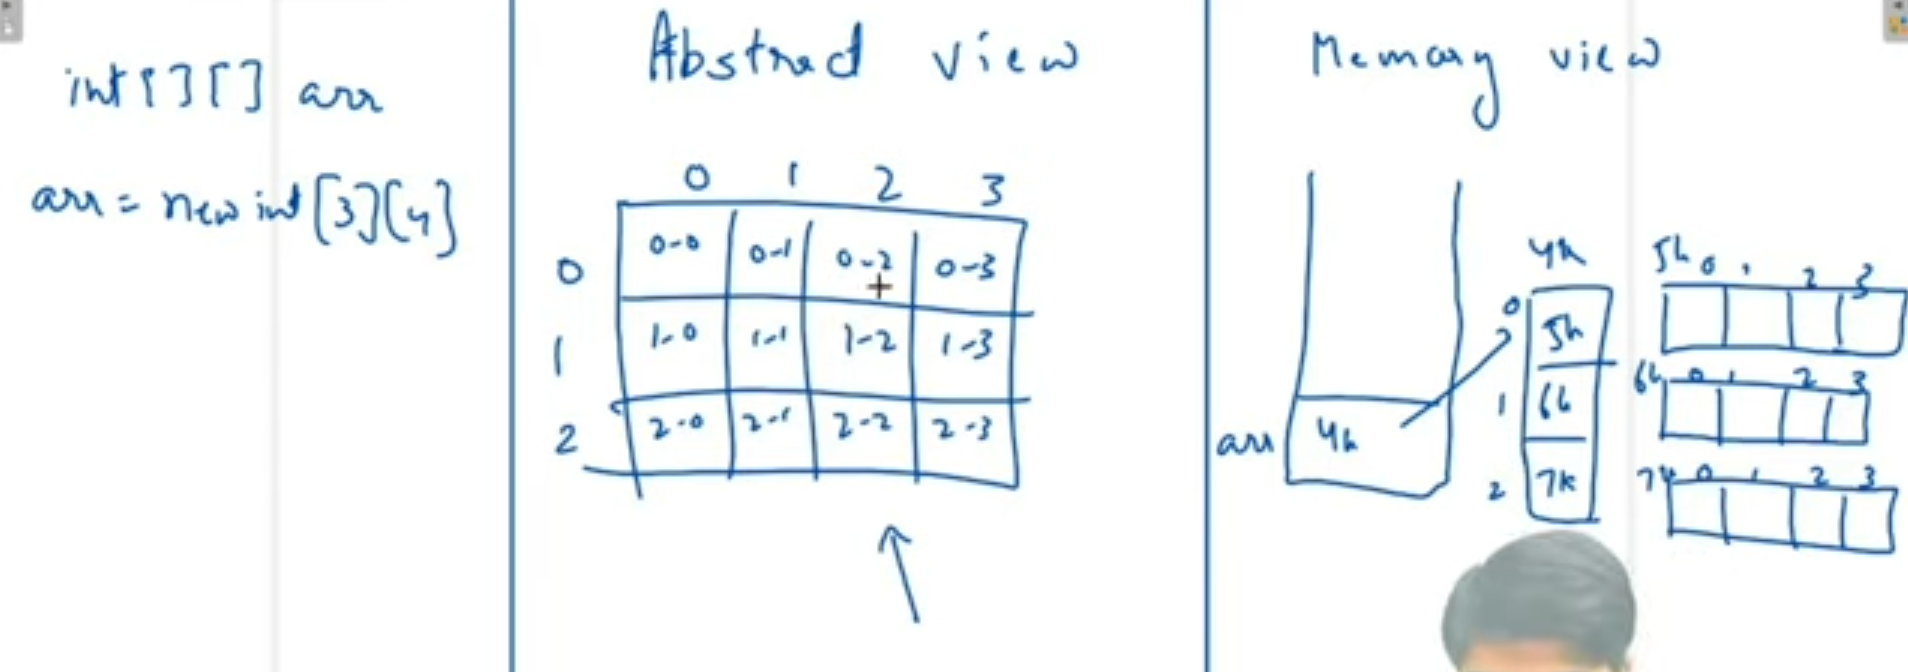 int[][] arr
arr = new int[3][4]
Abstract view
0 1 2 3
0 0-0 0-1 0-2 0-3
1 1-0 1-1 1-2 1-3
2 2-0 2-1 2-2 2-3
Memory view
arr 4k
4k
0 5k
1 6k
2 7k
5k 0 1 2 3
6k 0 1 2 3
7k 0 1 2 3